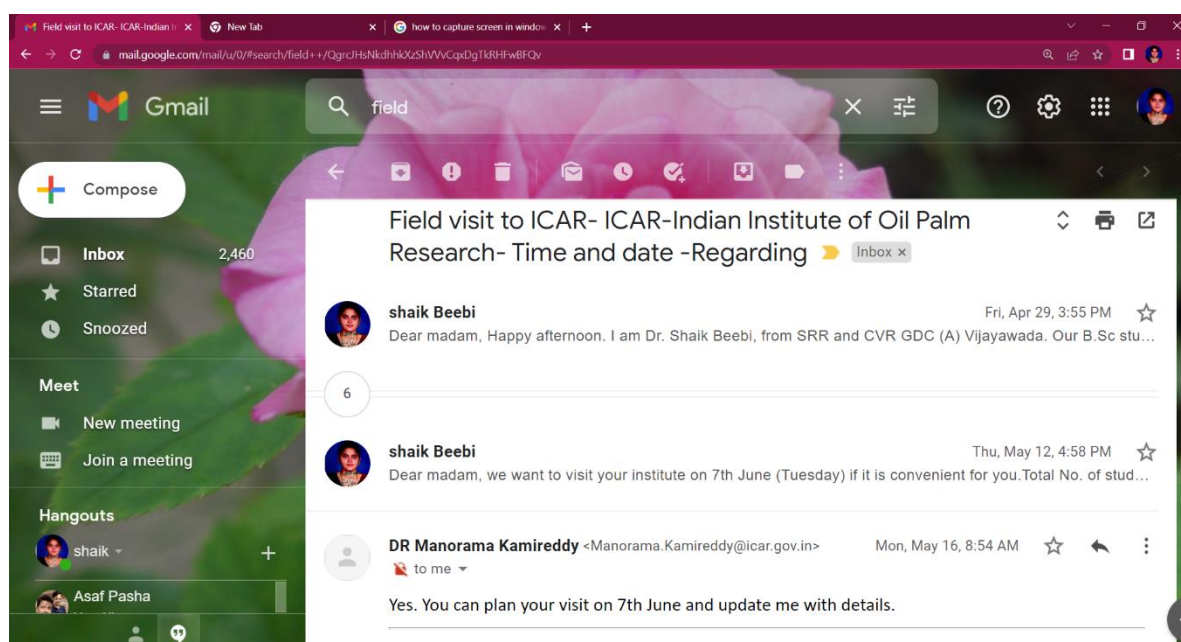 Field visit to ICAR- ICAR-Indian In
New Tab
how to capture screen in window
mail.google.com/mail/u/0/#search/field++/QgrcJHsNkdhhkXzShVVvCqxDgTkRHFwBFQv
Gmail
field
Compose
Inbox 2,460
Starred
Snoozed
Meet
New meeting
Join a meeting
Hangouts
shaik
Asaf Pasha
Field visit to ICAR- ICAR-Indian Institute of Oil Palm
Research- Time and date -Regarding Inbox ×
shaik Beebi Fri, Apr 29, 3:55 PM
Dear madam, Happy afternoon. I am Dr. Shaik Beebi, from SRR and CVR GDC (A) Vijayawada. Our B.Sc stu…
6
shaik Beebi Thu, May 12, 4:58 PM
Dear madam, we want to visit your institute on 7th June (Tuesday) if it is convenient for you.Total No. of stud…
DR Manorama Kamireddy <Manorama.Kamireddy@icar.gov.in> Mon, May 16, 8:54 AM
to me
Yes. You can plan your visit on 7th June and update me with details.